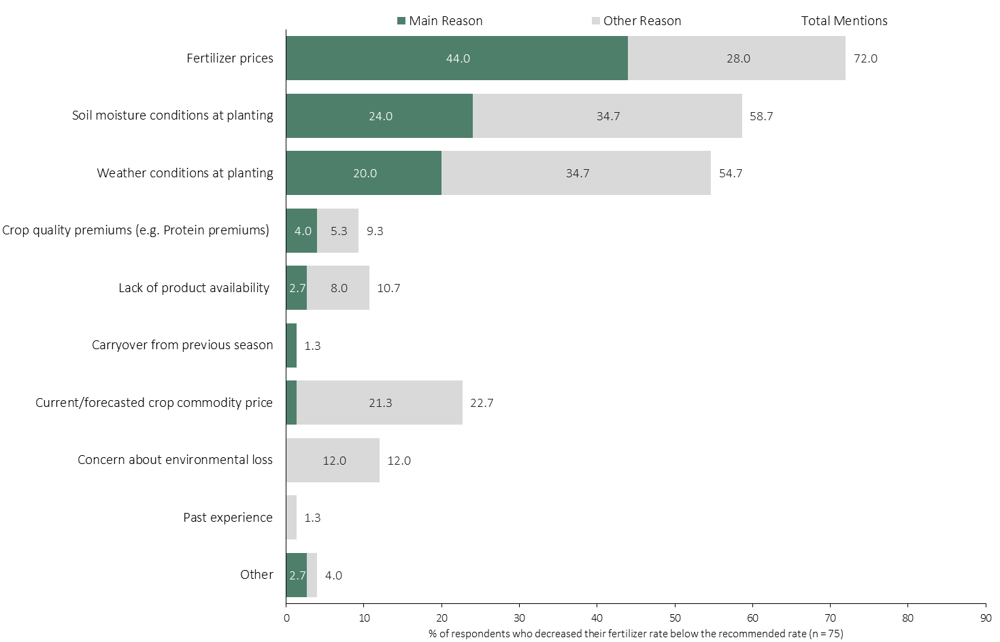 Main Reason Other Reason Total Mentions
Fertilizer prices 44.0 28.0 72.0
Soil moisture conditions at planting 24.0 34.7 58.7
Weather conditions at planting 20.0 34.7 54.7
Crop quality premiums (e.g. Protein premiums) 4.0 5.3 9.3
Lack of product availability 2.7 8.0 10.7
Carryover from previous season 1.3
Current/forecasted crop commodity price 21.3 22.7
Concern about environmental loss 12.0 12.0
Past experience 1.3
Other 2.7 4.0
0 10 20 30 40 50 60 70 80 90
% of respondents who decreased their fertilizer rate below the recommended rate (n = 75)